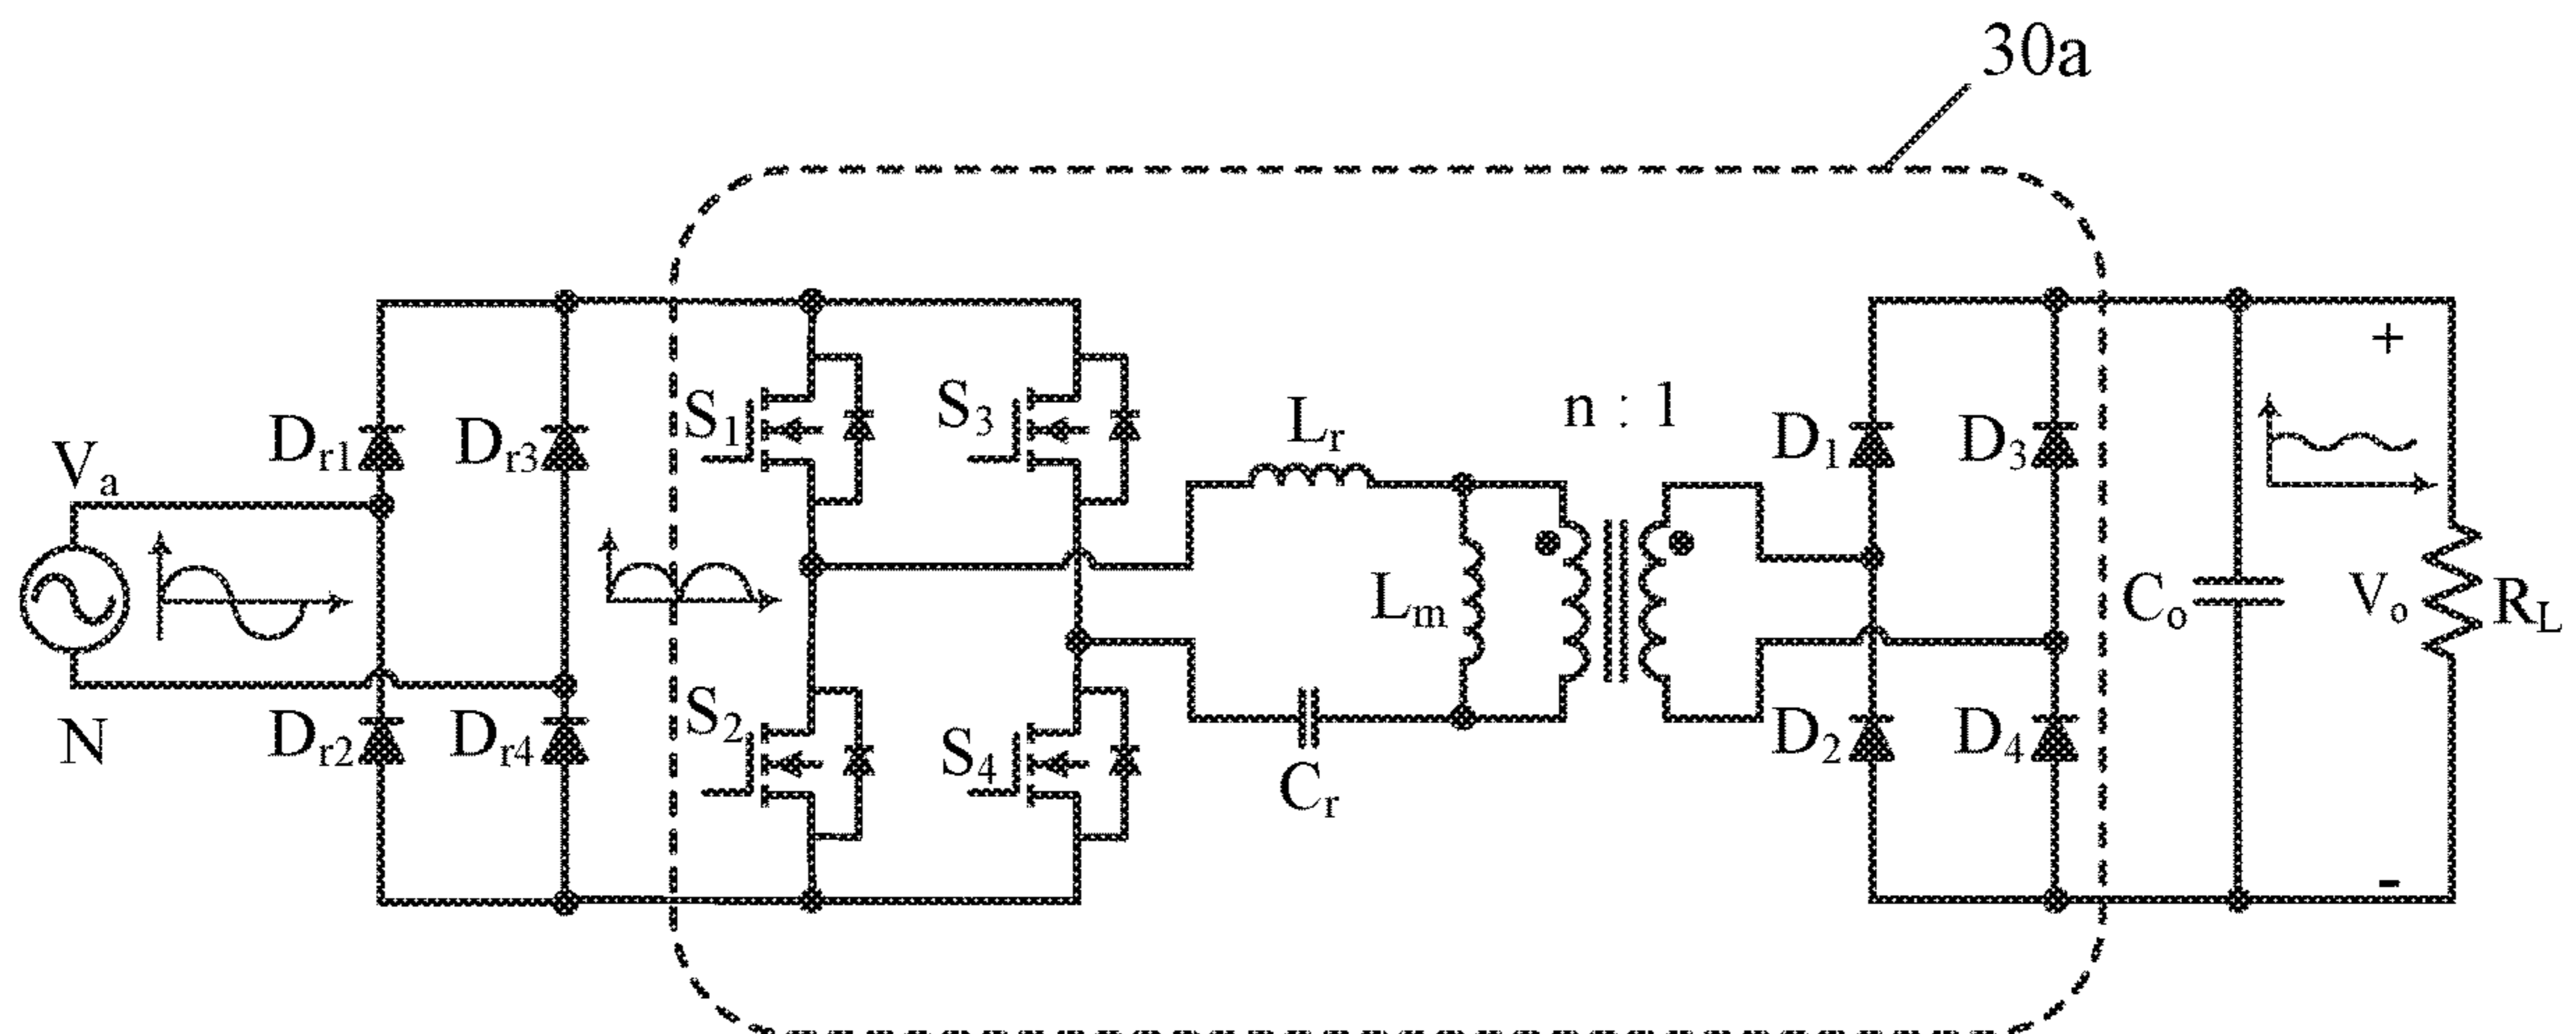 30a
n : 1
S₁
S₃
Lᵣ
D₁
D₃
+
Dᵣ₁
Dᵣ₃
Vₐ
Lₘ
Cₒ
Vₒ
R_L
N
Dᵣ₂
Dᵣ₄
S₂
S₄
Cᵣ
D₂
D₄
-